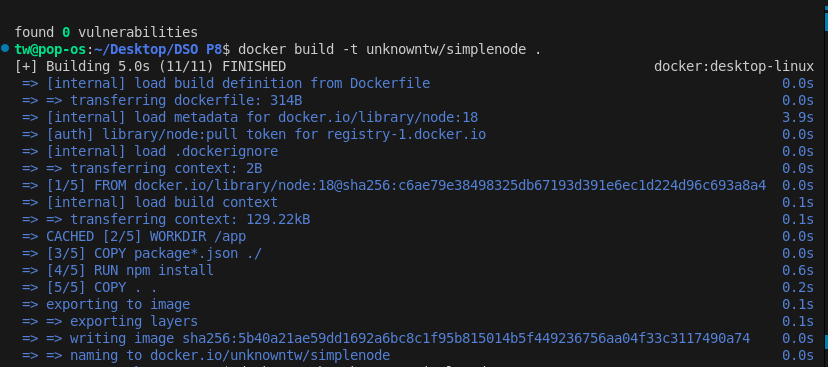 found 0 vulnerabilities
tw@pop-os:~/Desktop/DSO P8$ docker build -t unknowntw/simplenode .
[+] Building 5.0s (11/11) FINISHED docker:desktop-linux
=> [internal] load build definition from Dockerfile 0.0s
=> => transferring dockerfile: 314B 0.0s
=> [internal] load metadata for docker.io/library/node:18 3.9s
=> [auth] library/node:pull token for registry-1.docker.io 0.0s
=> [internal] load .dockerignore 0.0s
=> => transferring context: 2B 0.0s
=> [1/5] FROM docker.io/library/node:18@sha256:c6ae79e38498325db67193d391e6ec1d224d96c693a8a4 0.0s
=> [internal] load build context 0.1s
=> => transferring context: 129.22kB 0.1s
=> CACHED [2/5] WORKDIR /app 0.0s
=> [3/5] COPY package*.json ./ 0.0s
=> [4/5] RUN npm install 0.6s
=> [5/5] COPY . . 0.2s
=> exporting to image 0.1s
=> => exporting layers 0.1s
=> => writing image sha256:5b40a21ae59dd1692a6bc8c1f95b815014b5f449236756aa04f33c3117490a74 0.0s
=> => naming to docker.io/unknowntw/simplenode 0.0s